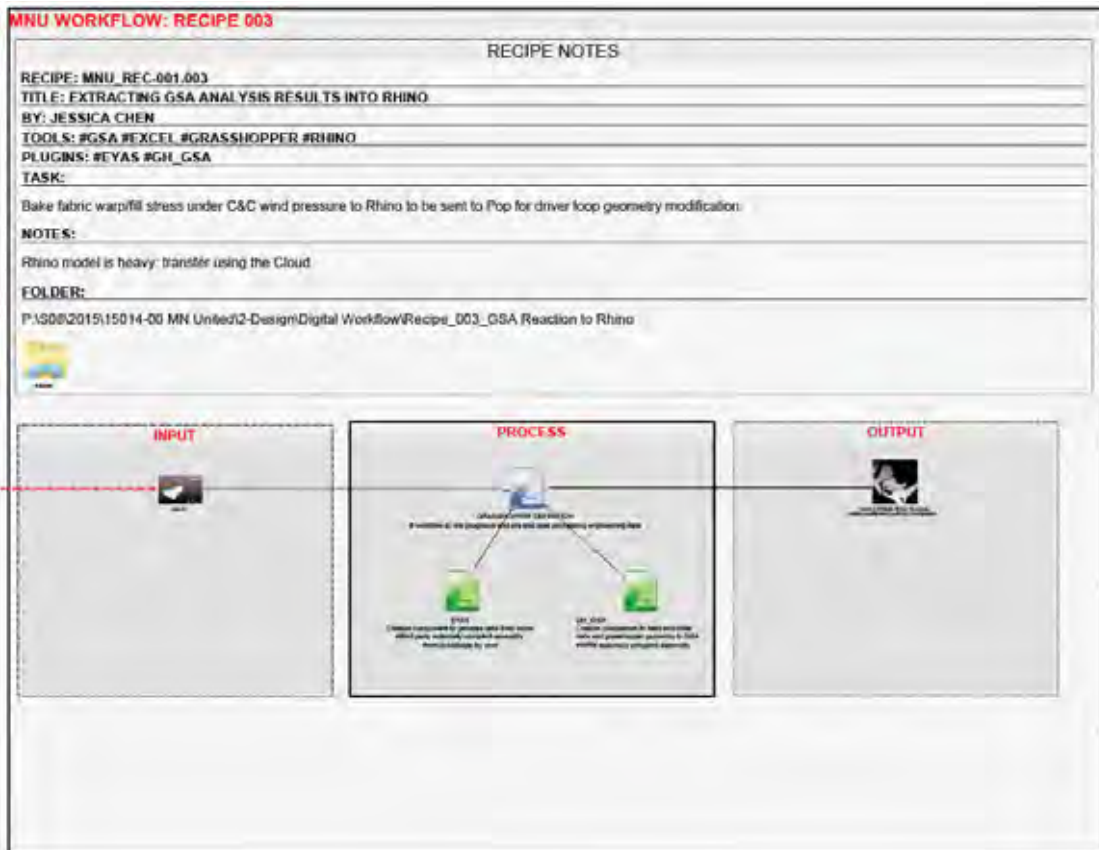 MNU WORKFLOW: RECIPE 003
RECIPE NOTES
RECIPE: MNU_REC-001.003
TITLE: EXTRACTING GSA ANALYSIS RESULTS INTO RHINO
BY: JESSICA CHEN
TOOLS: #GSA #EXCEL #GRASSHOPPER #RHINO
PLUGINS: #EYAS #GH_GSA
TASK:
Bake fabric warp/fill stress under C&C wind pressure to Rhino to be sent to Pop for driver loop geometry modification
NOTES:
Rhino model is heavy: transfer using the Cloud
FOLDER:
P:\S08\2015\15014-00 MN United\2-Design\Digital Workflow\Recipe_003_GSA Reaction to Rhino
INPUT
PROCESS
OUTPUT
GRASSHOPPER DEFINITION
EYAS
GH_GSA